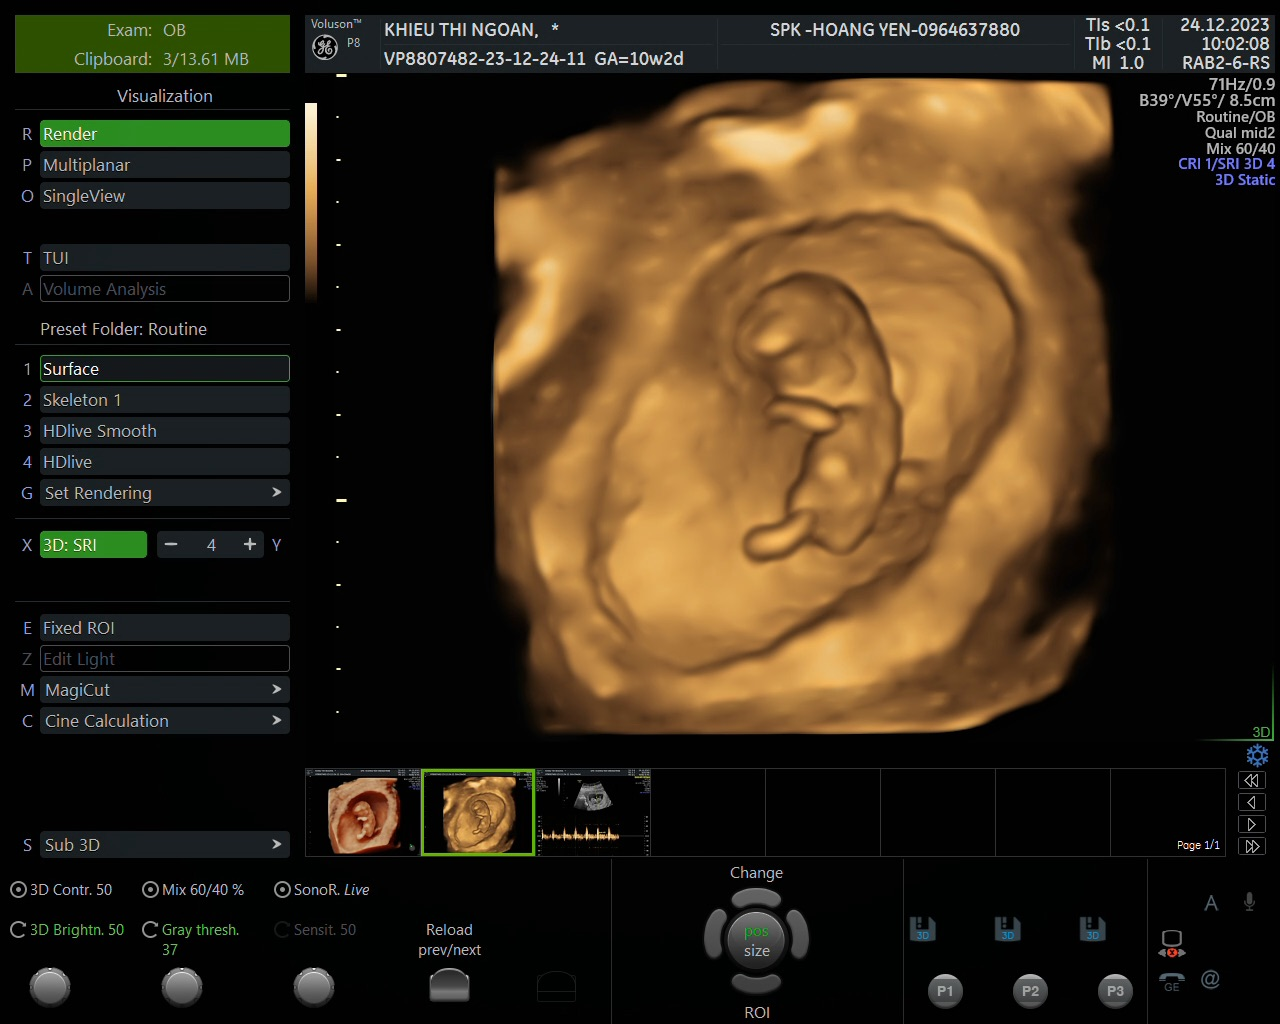 Exam: OB
Clipboard: 3/13.61 MB
Voluson™
P8
KHIEU THI NGOAN, *
SPK -HOANG YEN-0964637880
VP8807482-23-12-24-11 GA=10w2d
TIs <0.1
TIb <0.1
MI 1.0
24.12.2023
10:02:08
RAB2-6-RS
71Hz/0.9
B39°/V55°/ 8.5cm
Routine/OB
Qual mid2
Mix 60/40
CRI 1/SRI 3D 4
3D Static
Visualization
R Render
P Multiplanar
O SingleView
T TUI
A Volume Analysis
Preset Folder: Routine
1 Surface
2 Skeleton 1
3 HDlive Smooth
4 HDlive
G Set Rendering
X 3D: SRI − 4 + Y
E Fixed ROI
Z Edit Light
M MagiCut
C Cine Calculation
3D
S Sub 3D
Page 1/1
3D Contr. 50
Mix 60/40 %
SonoR. Live
3D Brightn. 50
Gray thresh.
37
Sensit. 50
Reload
prev/next
Change
pos
size
ROI
3D
3D
3D
P1
P2
P3
A
GE
@